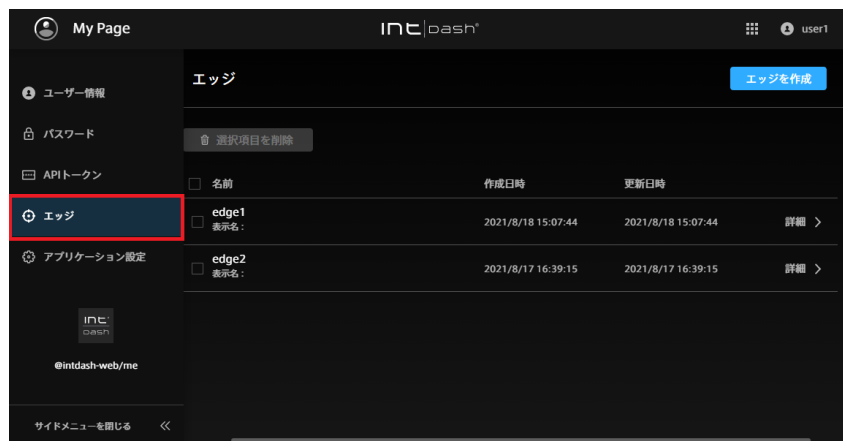 My Page
INT|DASH
user1
ユーザー情報
パスワード
APIトークン
エッジ
アプリケーション設定
INT
DASH
@intdash-web/me
サイドメニューを閉じる
エッジ
エッジを作成
選択項目を削除
名前 作成日時 更新日時
edge1
表示名：
2021/8/18 15:07:44 2021/8/18 15:07:44 詳細
edge2
表示名：
2021/8/17 16:39:15 2021/8/17 16:39:15 詳細